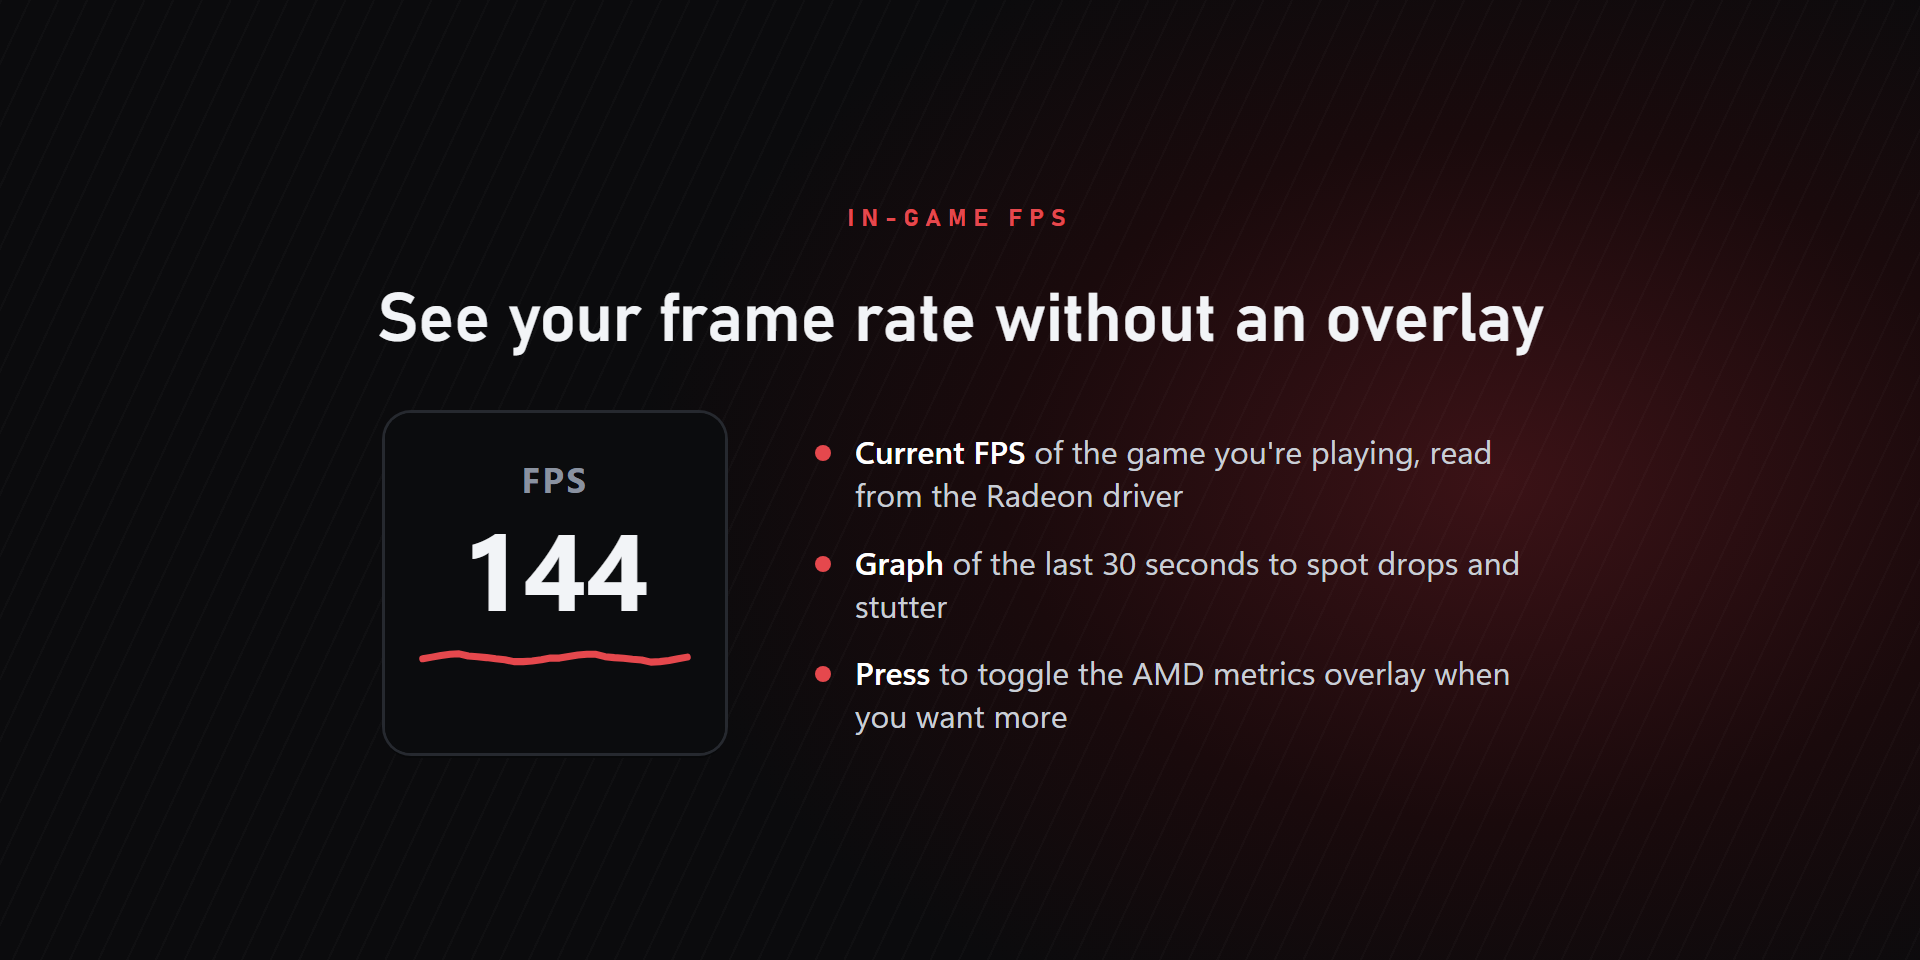 IN-GAME FPS
See your frame rate without an overlay
FPS
144
Current FPS of the game you're playing, read
from the Radeon driver
Graph of the last 30 seconds to spot drops and
stutter
Press to toggle the AMD metrics overlay when
you want more